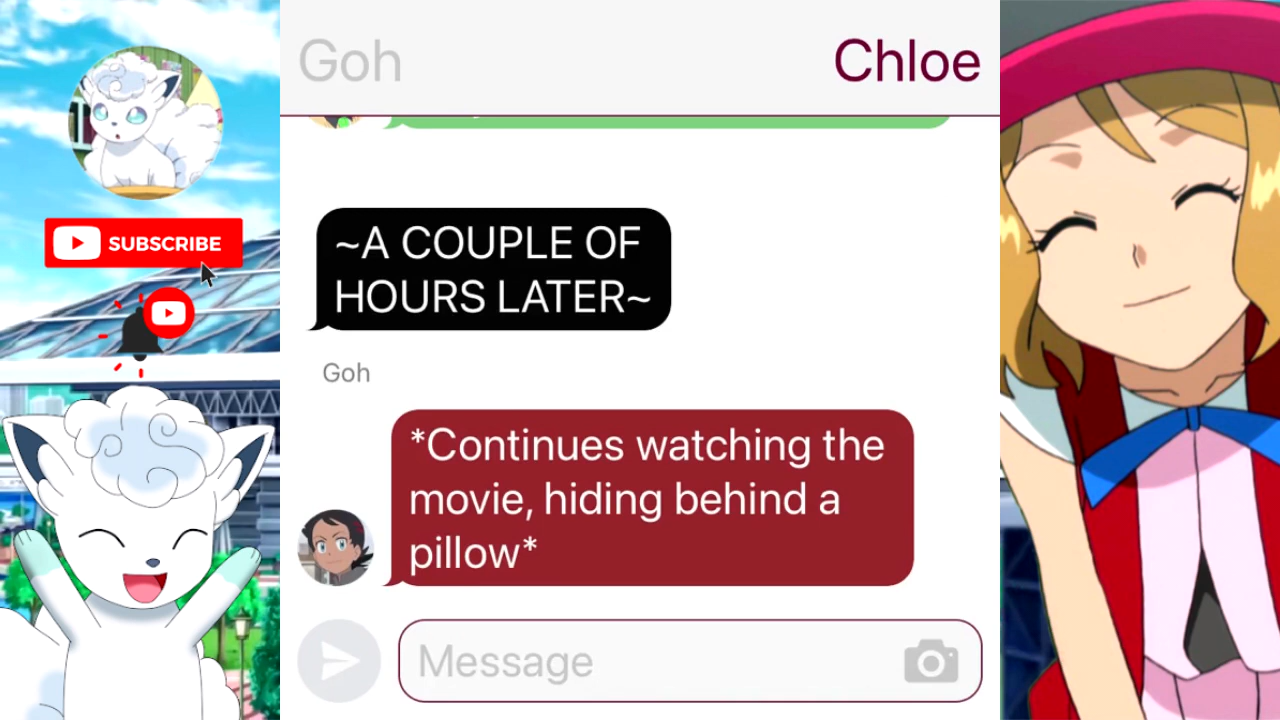 Goh
Chloe
SUBSCRIBE
~A COUPLE OF
HOURS LATER~
Goh
*Continues watching the
movie, hiding behind a
pillow*
Message